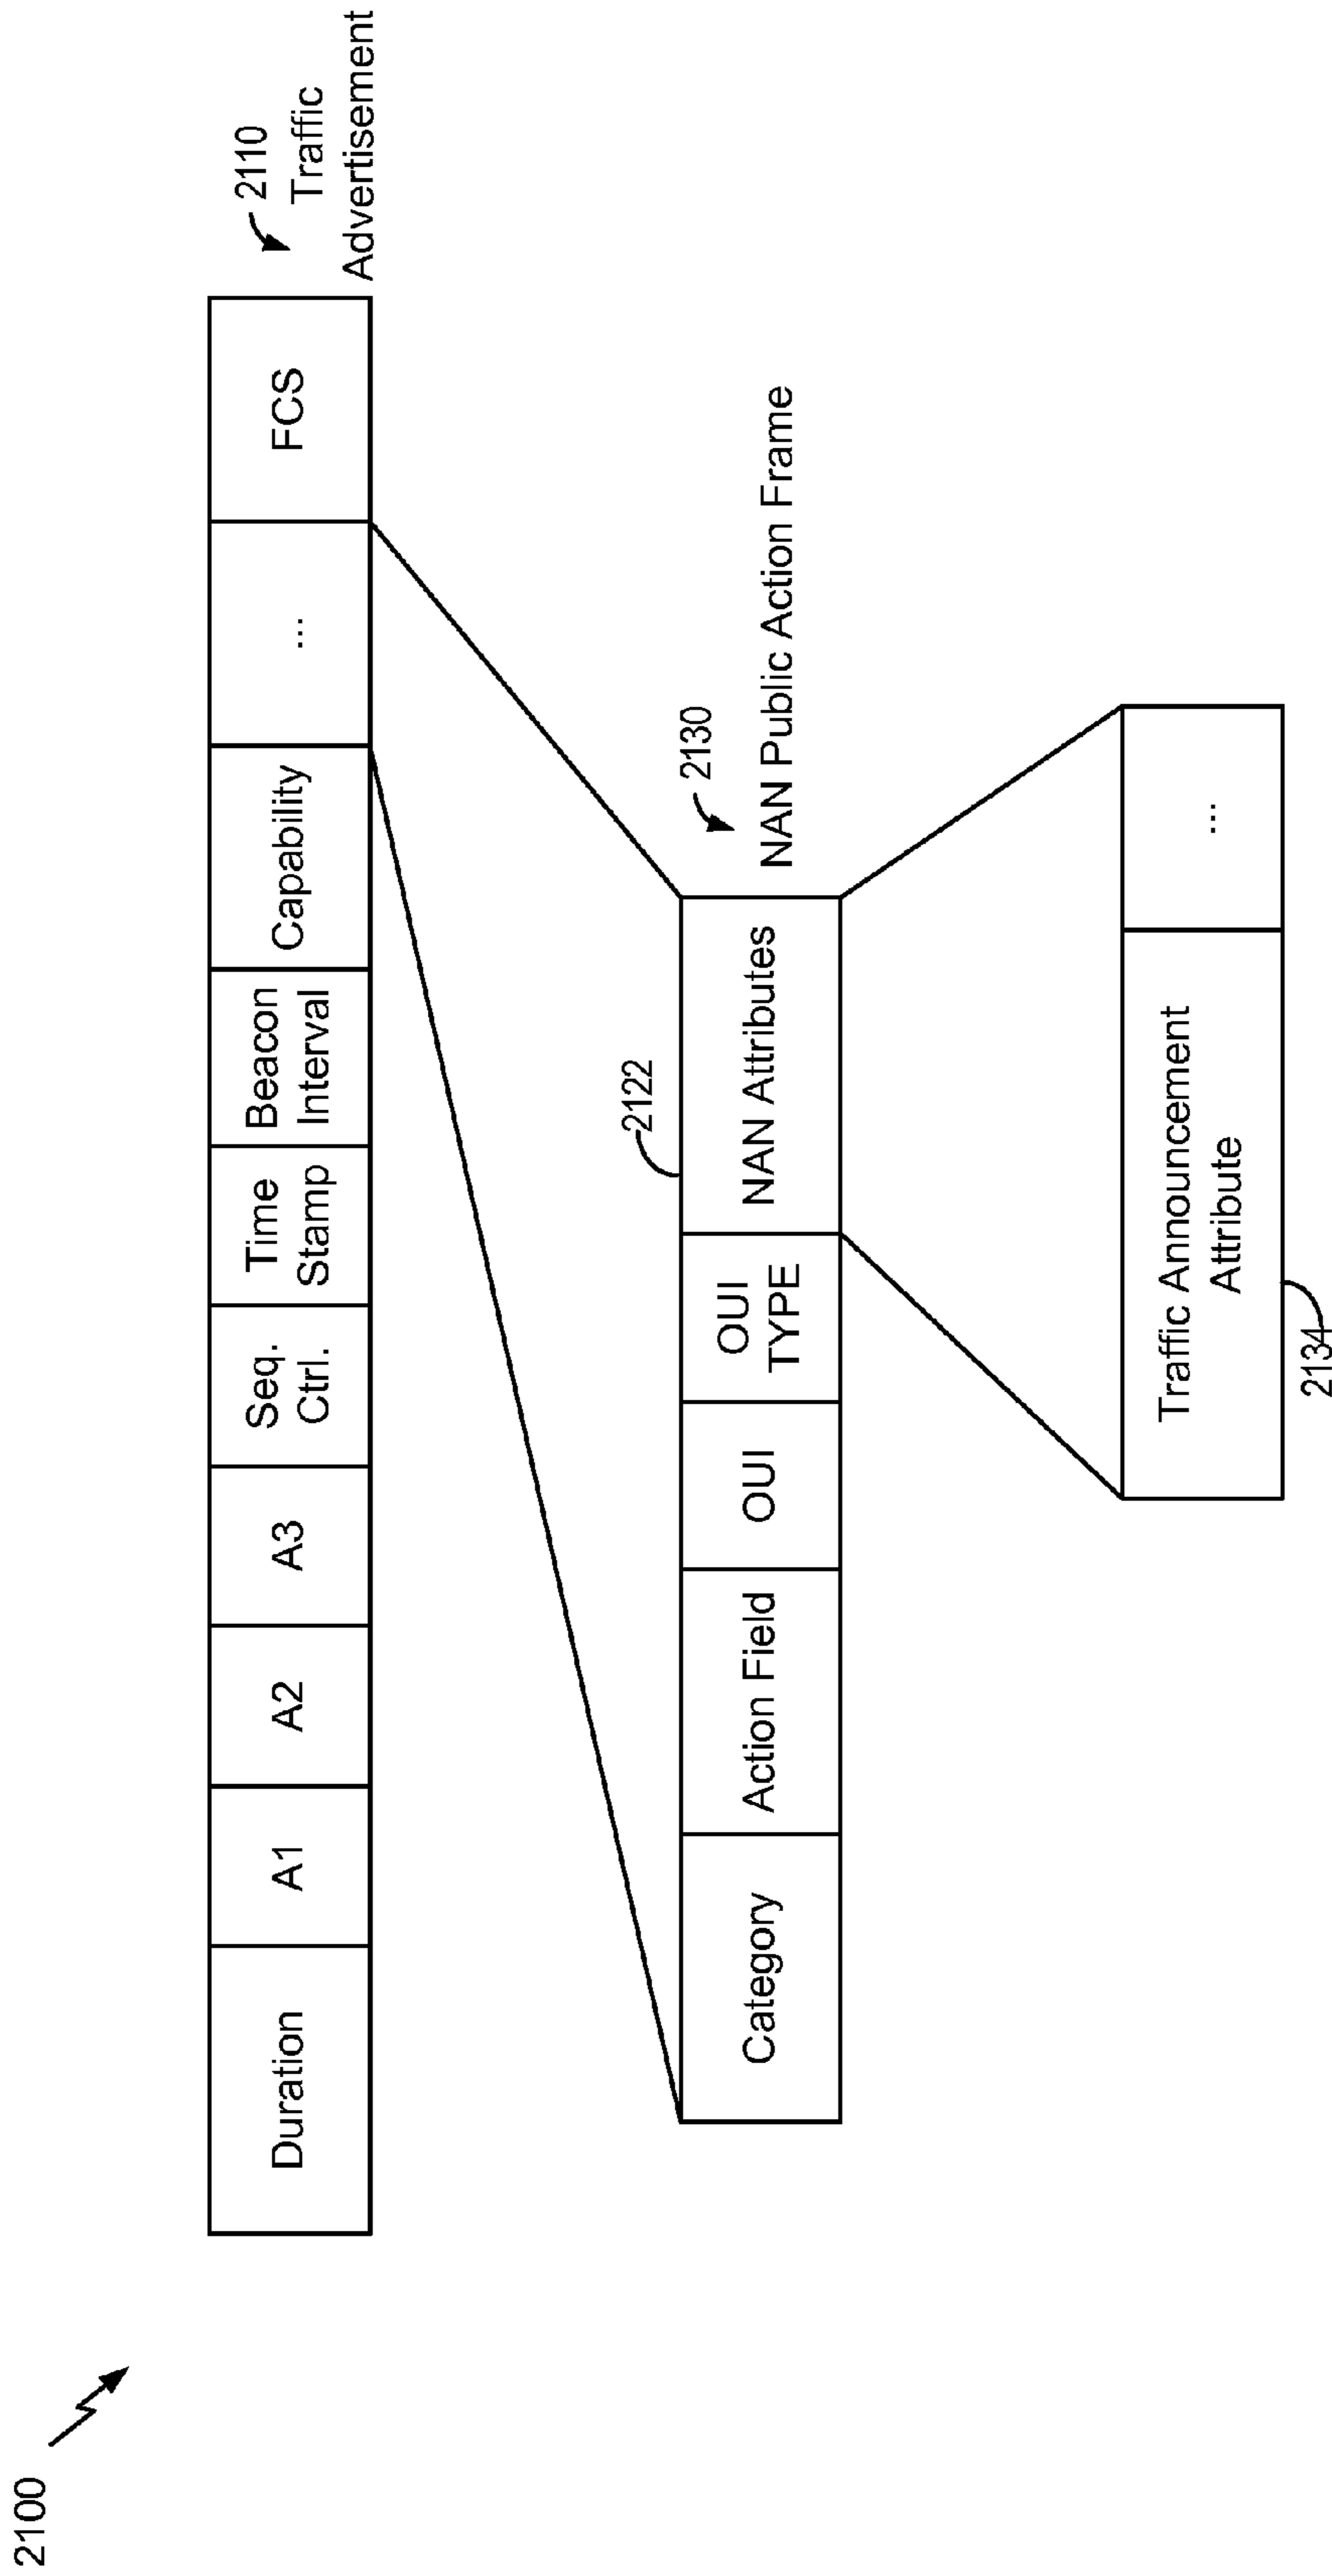 2100
2110
Traffic
Advertisement
Duration
A1
A2
A3
Seq.
Ctrl.
Time
Stamp
Beacon
Interval
Capability
...
FCS
2122
2130
NAN Public Action Frame
Category
Action Field
OUI
OUI
TYPE
NAN Attributes
Traffic Announcement
Attribute
...
2134